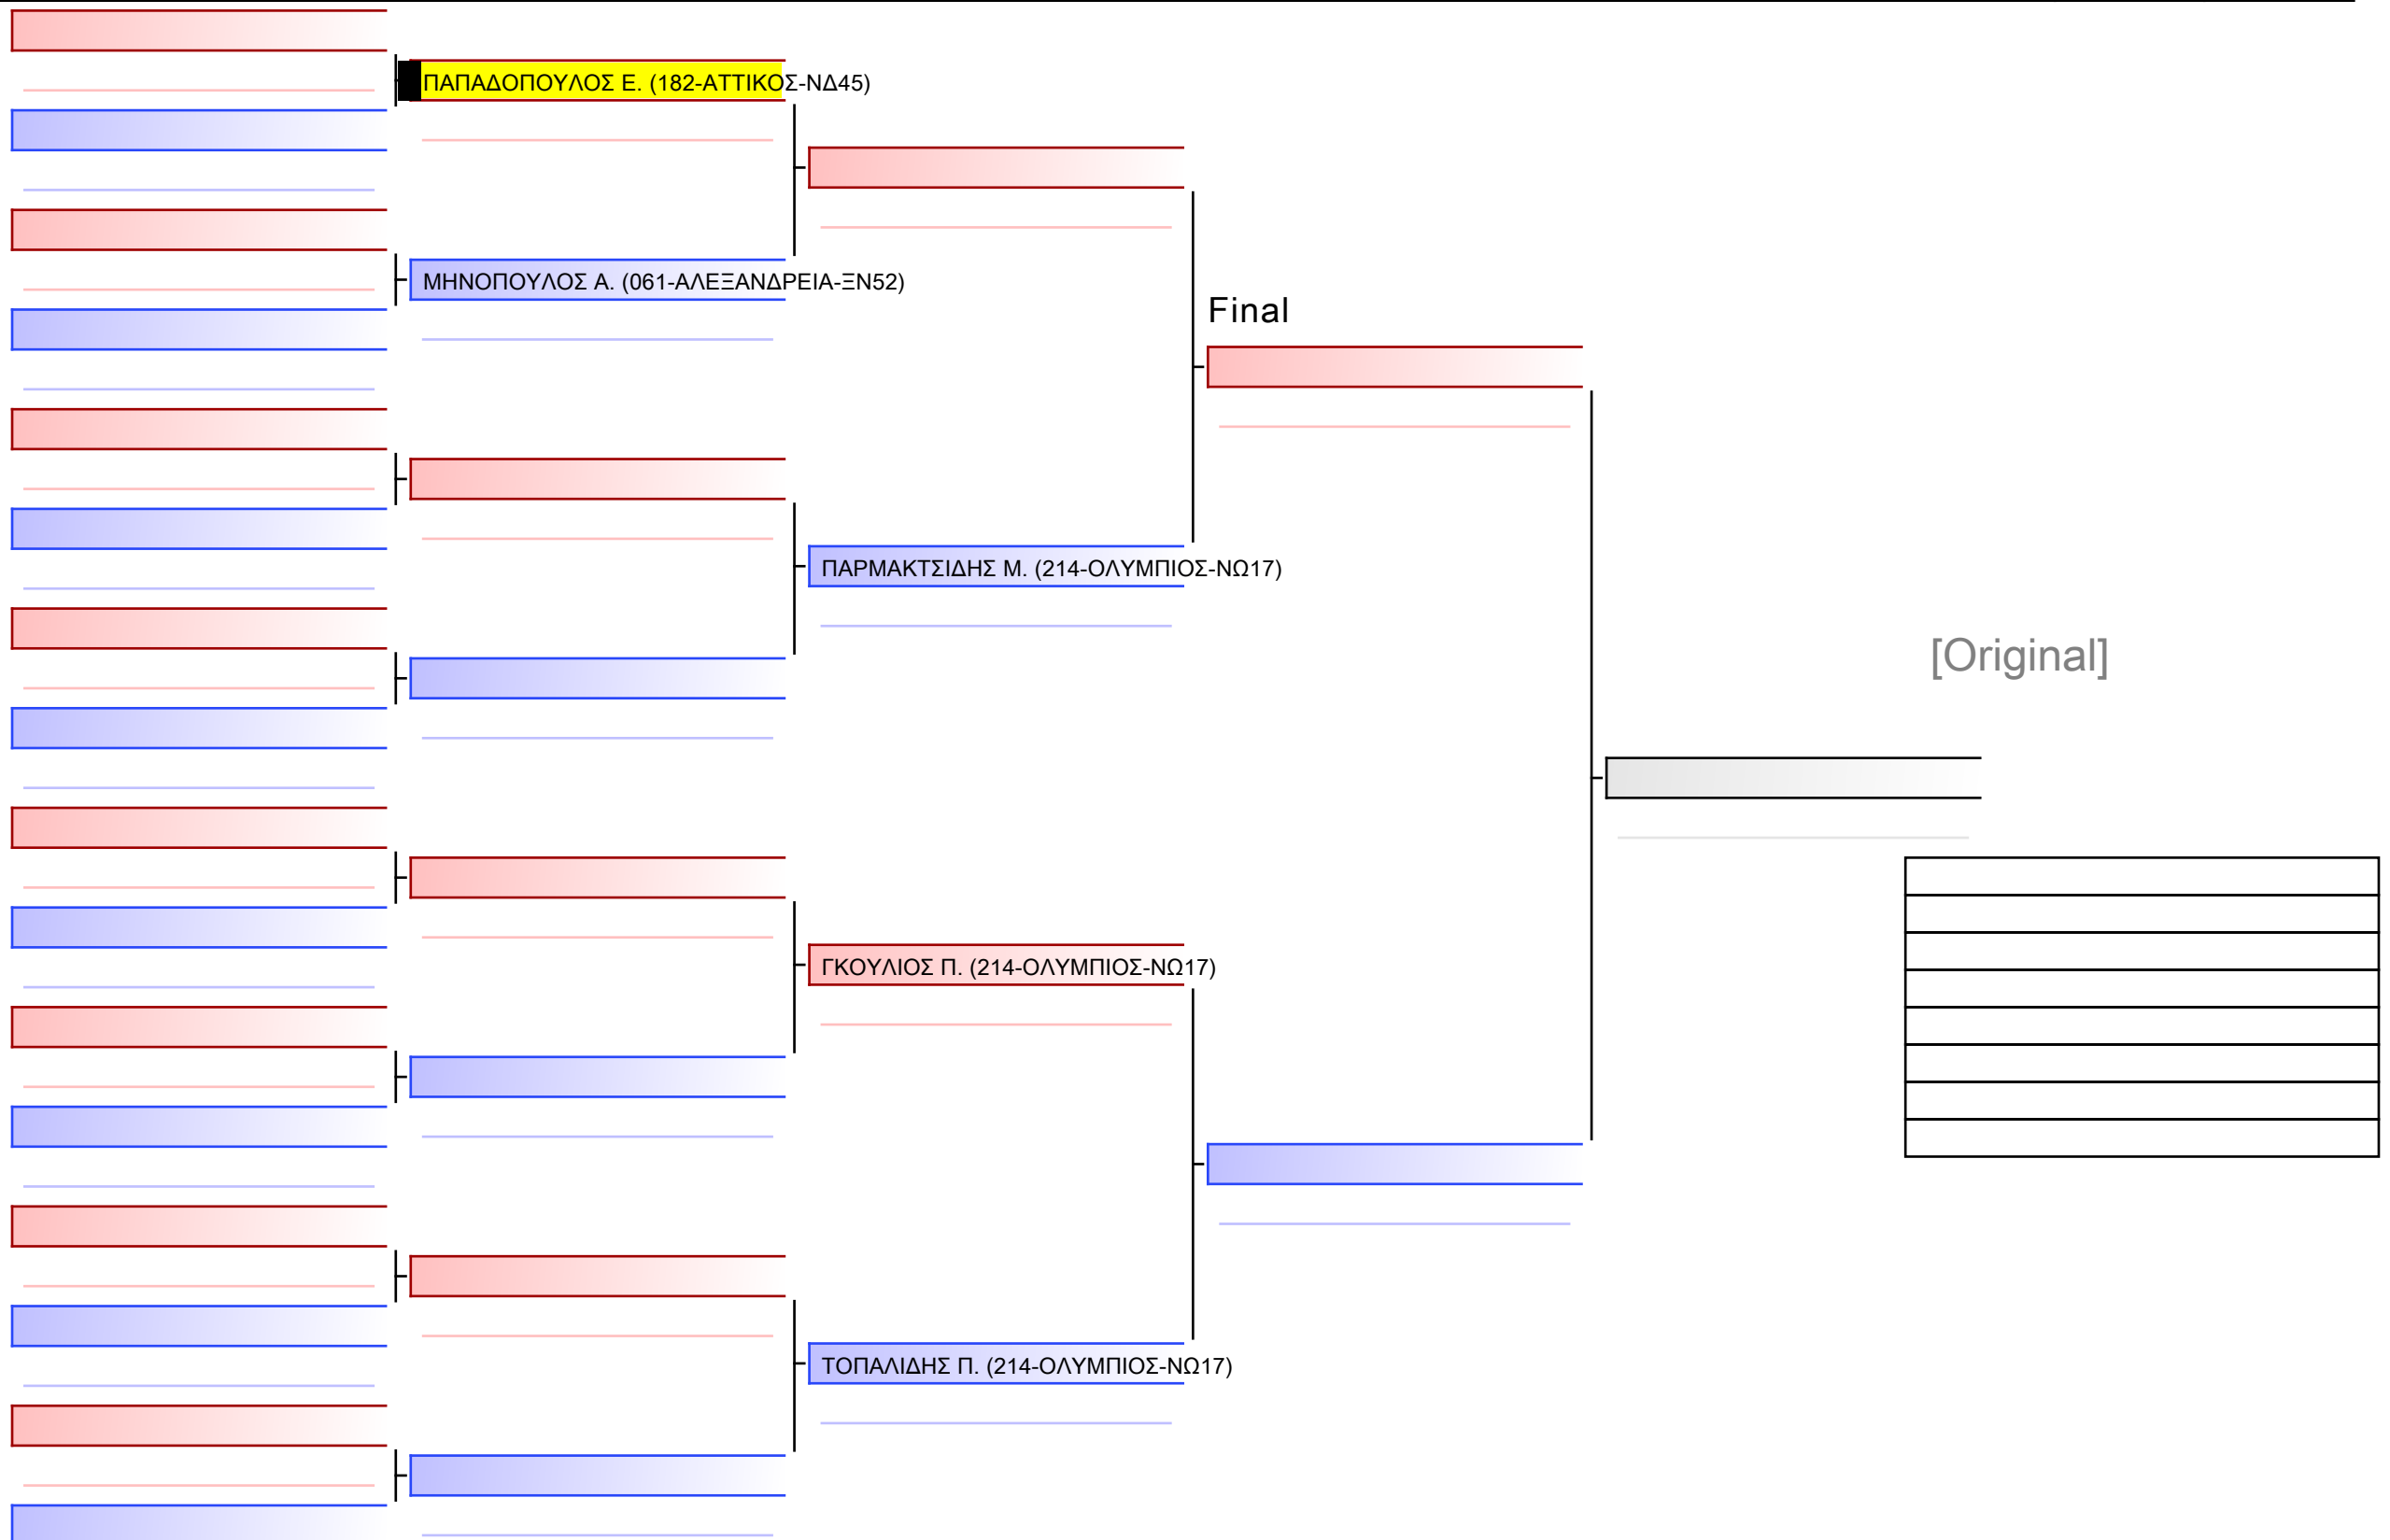 ΠΑΠΑΔΟΠΟΥΛΟΣ Ε. (182-ΑΤΤΙΚΟΣ-ΝΔ45)
ΜΗΝΟΠΟΥΛΟΣ Α. (061-ΑΛΕΞΑΝΔΡΕΙΑ-ΞΝ52)
Final
ΠΑΡΜΑΚΤΣΙΔΗΣ Μ. (214-ΟΛΥΜΠΙΟΣ-ΝΩ17)
[Original]
ΓΚΟΥΛΙΟΣ Π. (214-ΟΛΥΜΠΙΟΣ-ΝΩ17)
ΤΟΠΑΛΙΔΗΣ Π. (214-ΟΛΥΜΠΙΟΣ-ΝΩ17)